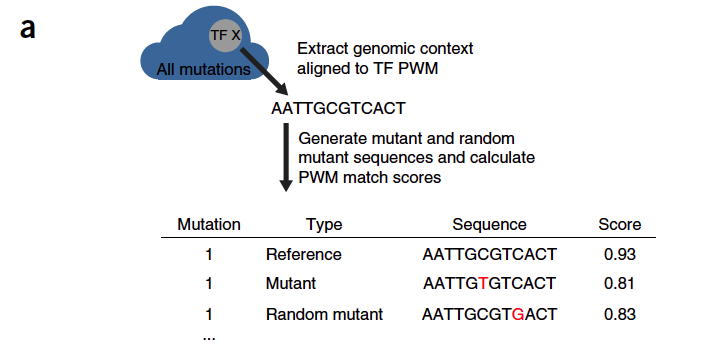 a
TF X
All mutations
Extract genomic context
aligned to TF PWM
AATTGCGTCACT
Generate mutant and random
mutant sequences and calculate
PWM match scores
Mutation Type Sequence Score
1 Reference AATTGCGTCACT 0.93
1 Mutant AATTGTGTCACT 0.81
1 Random mutant AATTGCGTGACT 0.83
...